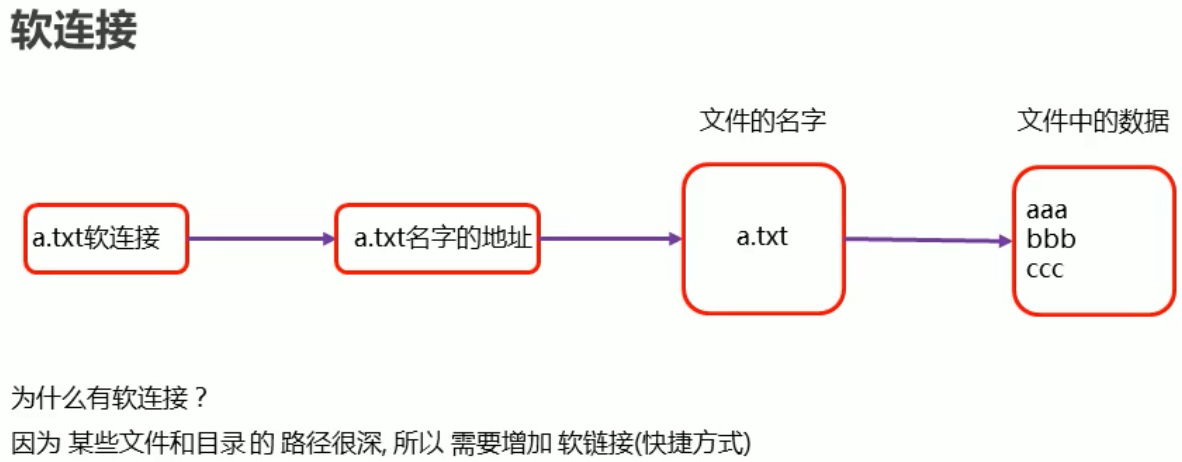 软连接
文件的名字
文件中的数据
a.txt软连接
a.txt名字的地址
a.txt
aaa
bbb
ccc
为什么有软连接？
因为 某些文件和目录 的 路径很深, 所以 需要增加 软链接(快捷方式)